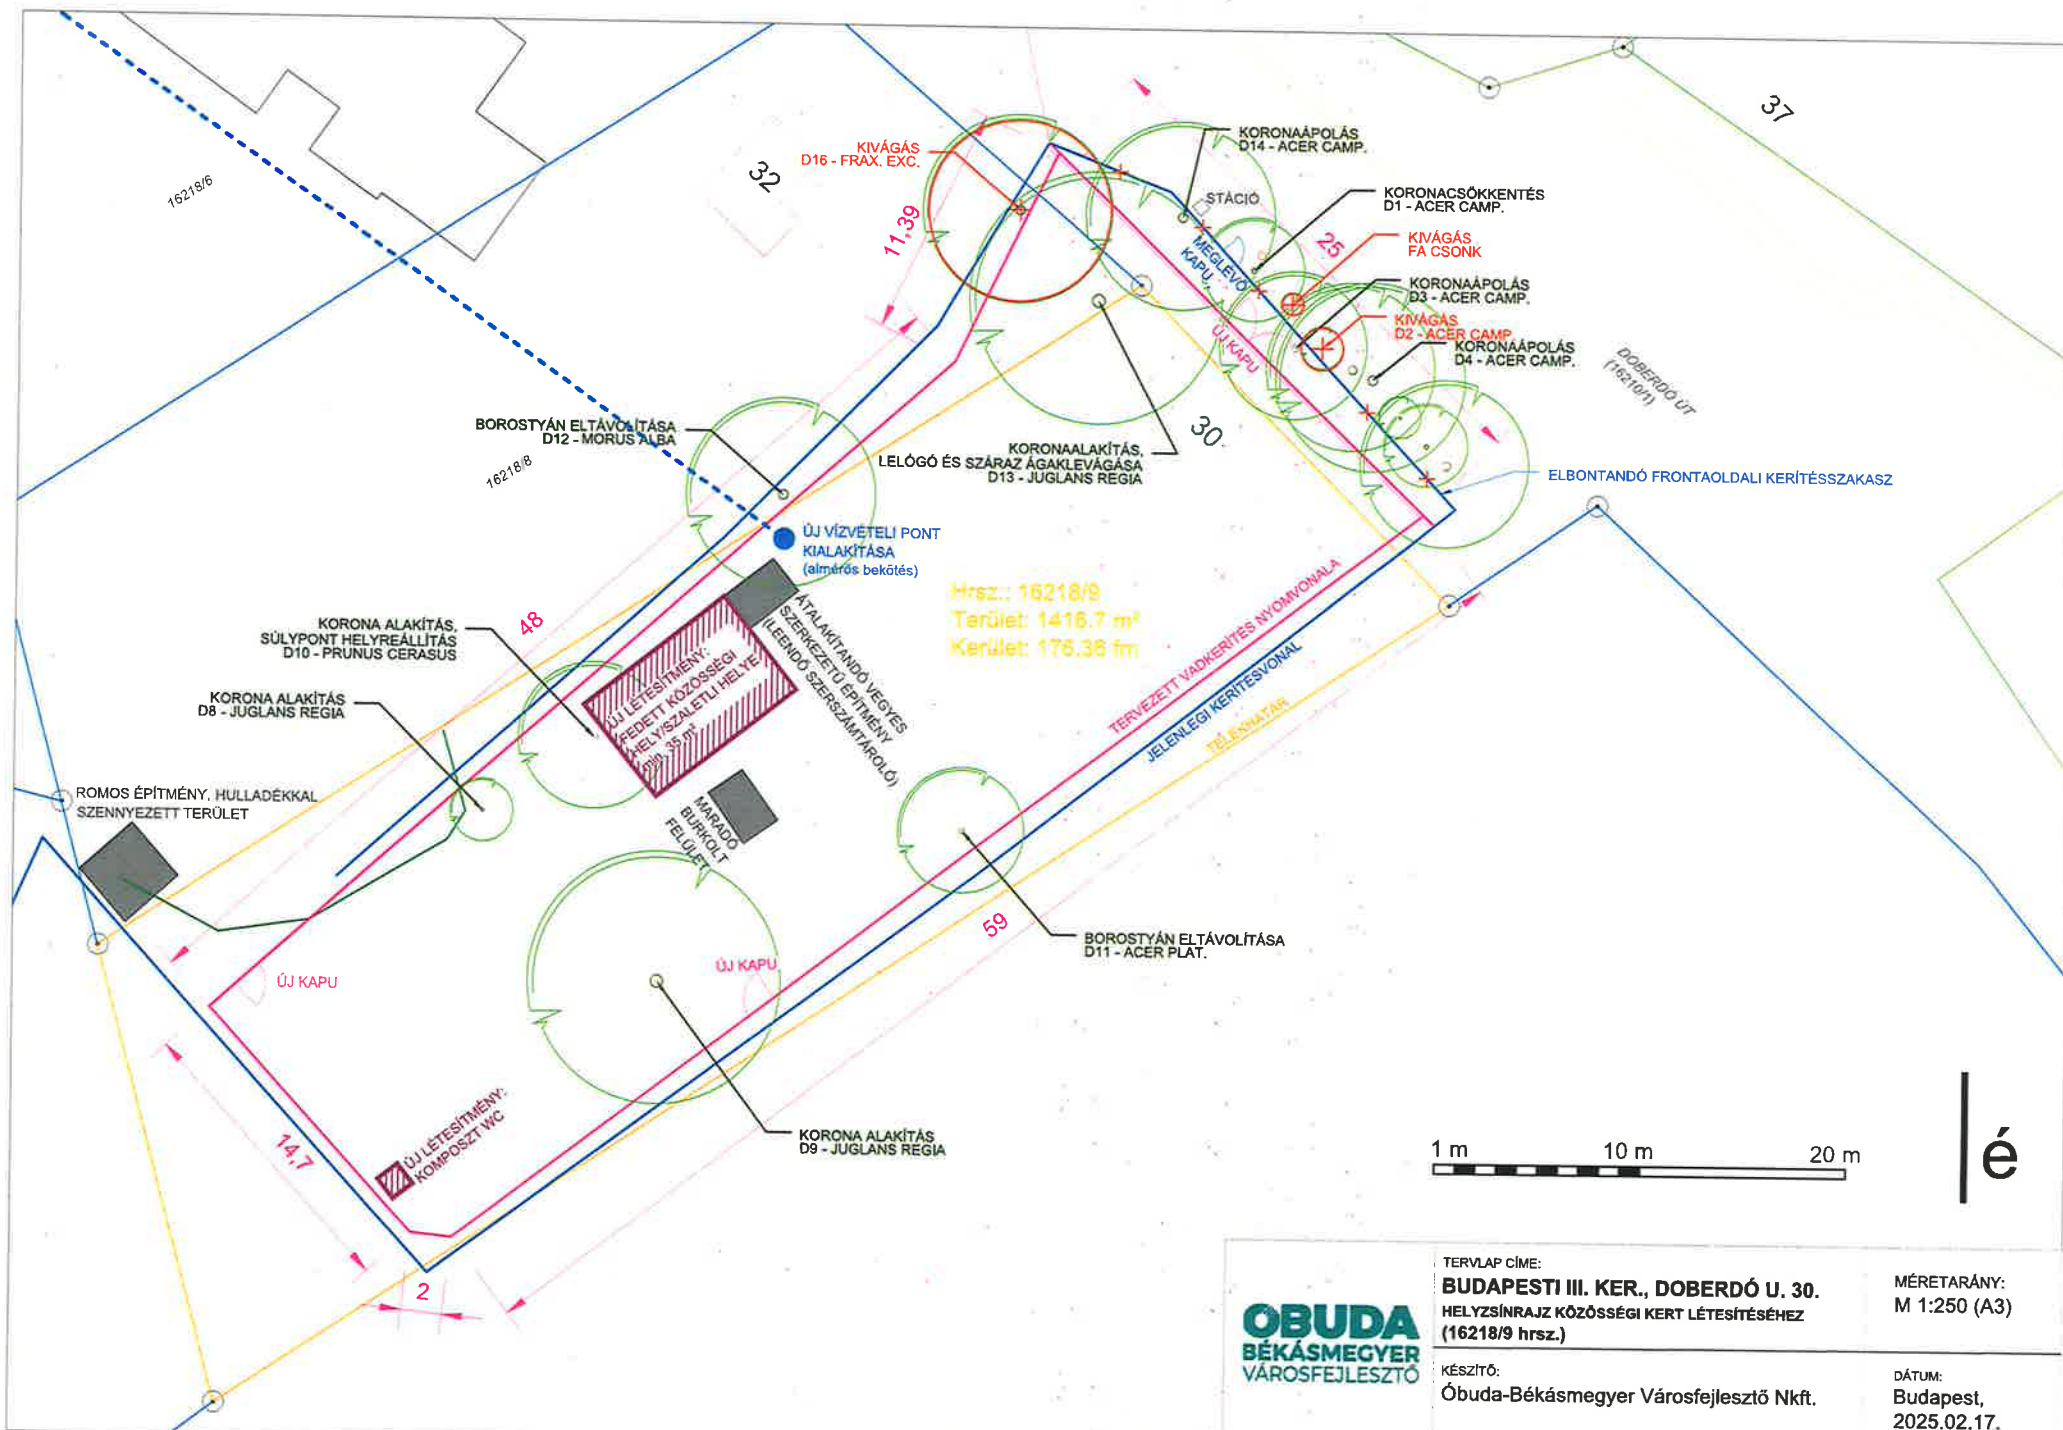 37
32
16218/6
KIVÁGÁS
D16 - FRAX. EXC.
KORONAÁPOLÁS
D14 - ACER CAMP.
STÁCIÓ
KORONACSÖKKENTÉS
D1 - ACER CAMP.
11,39
25
KIVÁGÁS
FA CSONK
MEGLÉVŐ
KAPU
KORONAÁPOLÁS
D3 - ACER CAMP.
KIVÁGÁS
D2 - ACER CAMP.
ÚJ KAPU
KORONAÁPOLÁS
D4 - ACER CAMP.
DOBERDÓ ÚT
(16210/1)
BOROSTYÁN ELTÁVOLÍTÁSA
D12 - MORUS ALBA
30
KORONAALAKÍTÁS,
LELÓGÓ ÉS SZÁRAZ ÁGAKLEVÁGÁSA
D13 - JUGLANS REGIA
16218/8
ELBONTANDÓ FRONTAOLDALI KERÍTÉSSZAKASZ
ÚJ VÍZVÉTELI PONT
KIALAKÍTÁSA
(almérős bekötés)
Hrsz.: 16218/9
Terület: 1416.7 m²
Kerület: 176.36 fm
48
KORONA ALAKÍTÁS,
SÚLYPONT HELYREÁLLÍTÁS
D10 - PRUNUS CERASUS
ÁTALAKÍTANDÓ VEGYES
SZERKEZETŰ ÉPÍTMÉNY
(LEENDŐ SZERSZÁMTÁROLÓ)
ÚJ LÉTESÍTMÉNY:
FEDETT KÖZÖSSÉGI
HELY/SZALETLI HELYE
min. 35 m²
TERVEZETT VADKERÍTÉS NYOMVONALA
JELENLEGI KERÍTÉSVONAL
TELEKHATÁR
KORONA ALAKÍTÁS
D8 - JUGLANS REGIA
ROMOS ÉPÍTMÉNY, HULLADÉKKAL
SZENNYEZETT TERÜLET
MARADÓ
BURKOLT
FELÜLET
59
BOROSTYÁN ELTÁVOLÍTÁSA
D11 - ACER PLAT.
ÚJ KAPU
ÚJ KAPU
14,7
ÚJ LÉTESÍTMÉNY:
KOMPOSZT WC
KORONA ALAKÍTÁS
D9 - JUGLANS REGIA
2
1 m 10 m 20 m
é
TERVLAP CÍME:
BUDAPESTI III. KER., DOBERDÓ U. 30.
HELYZSÍNRAJZ KÖZÖSSÉGI KERT LÉTESÍTÉSÉHEZ
(16218/9 hrsz.)
MÉRETARÁNY:
M 1:250 (A3)
OBUDA
BÉKÁSMEGYER
VÁROSFEJLESZTŐ
KÉSZÍTŐ:
Óbuda-Békásmegyer Városfejlesztő Nkft.
DÁTUM:
Budapest,
2025.02.17.